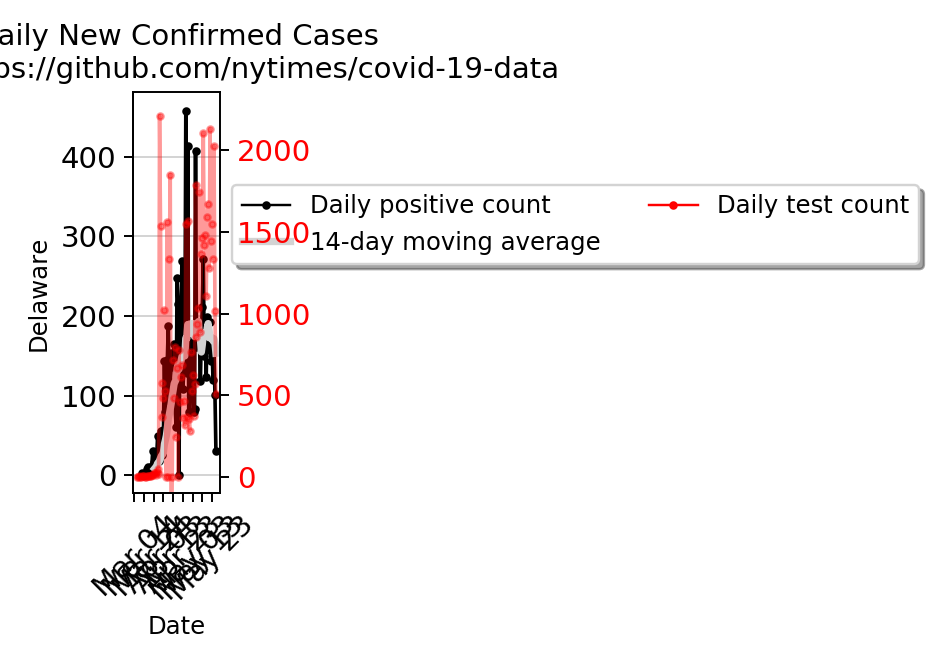 aily New Confirmed Cases
ps://github.com/nytimes/covid-19-data
400
300
200
100
0
Delaware
2000
1500
1000
500
0
Daily positive count
Daily test count
14-day moving average
Date